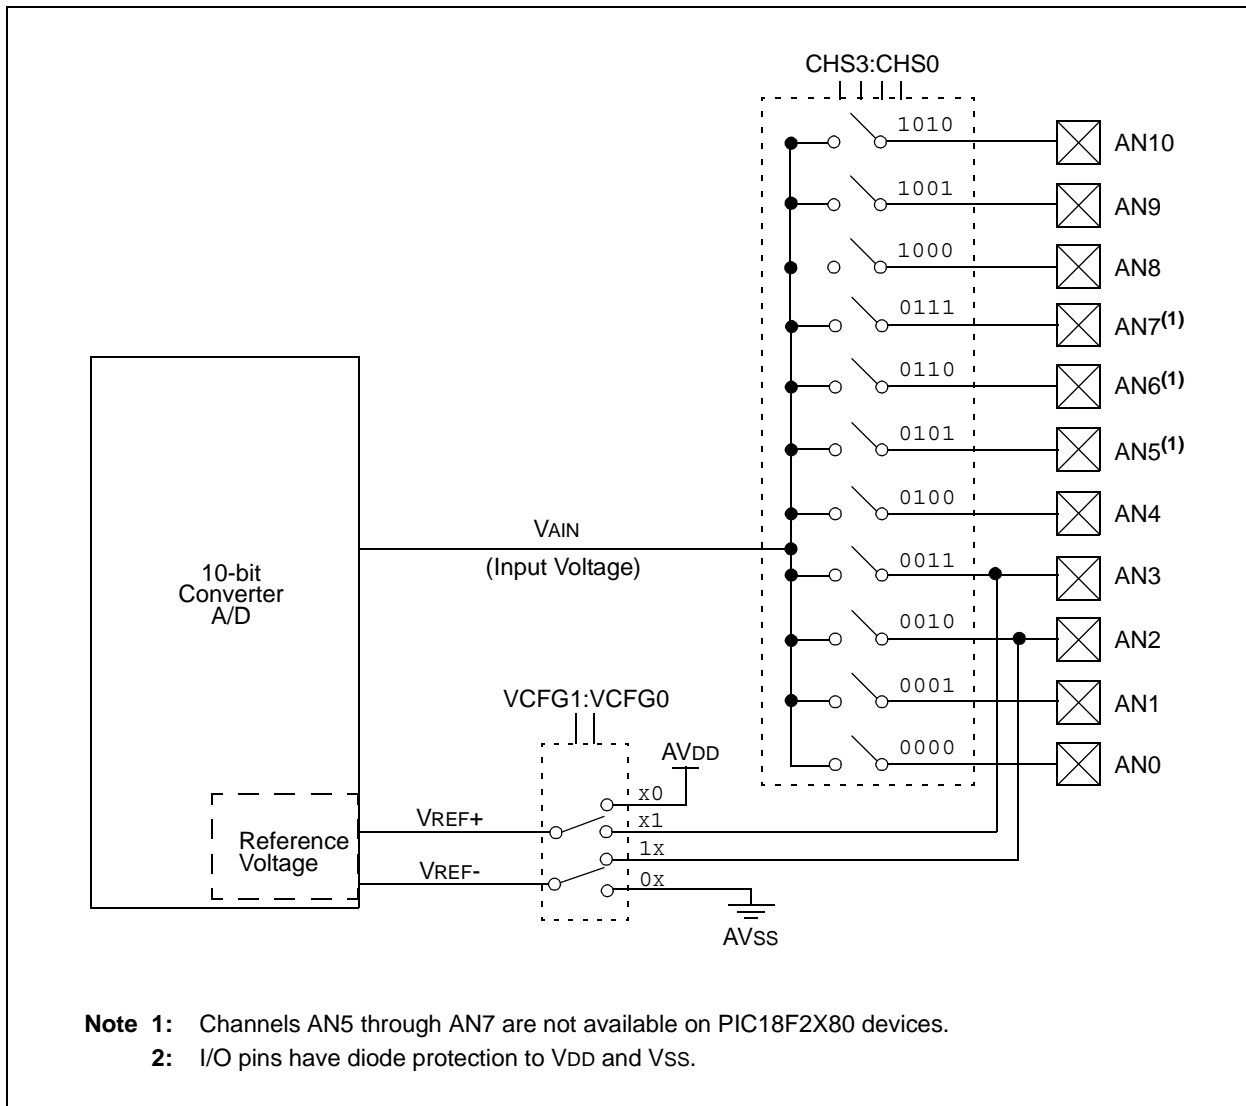 CHS3:CHS0
1010
AN10
1001
AN9
1000
AN8
0111
AN7(1)
0110
AN6(1)
0101
AN5(1)
0100
AN4
VAIN
(Input Voltage)
0011
AN3
10-bit
Converter
A/D
0010
AN2
0001
AN1
VCFG1:VCFG0
0000
AN0
AVDD
x0
VREF+
x1
Reference
Voltage
1x
VREF-
0x
AVSS
Note 1: Channels AN5 through AN7 are not available on PIC18F2X80 devices.
2: I/O pins have diode protection to VDD and VSS.